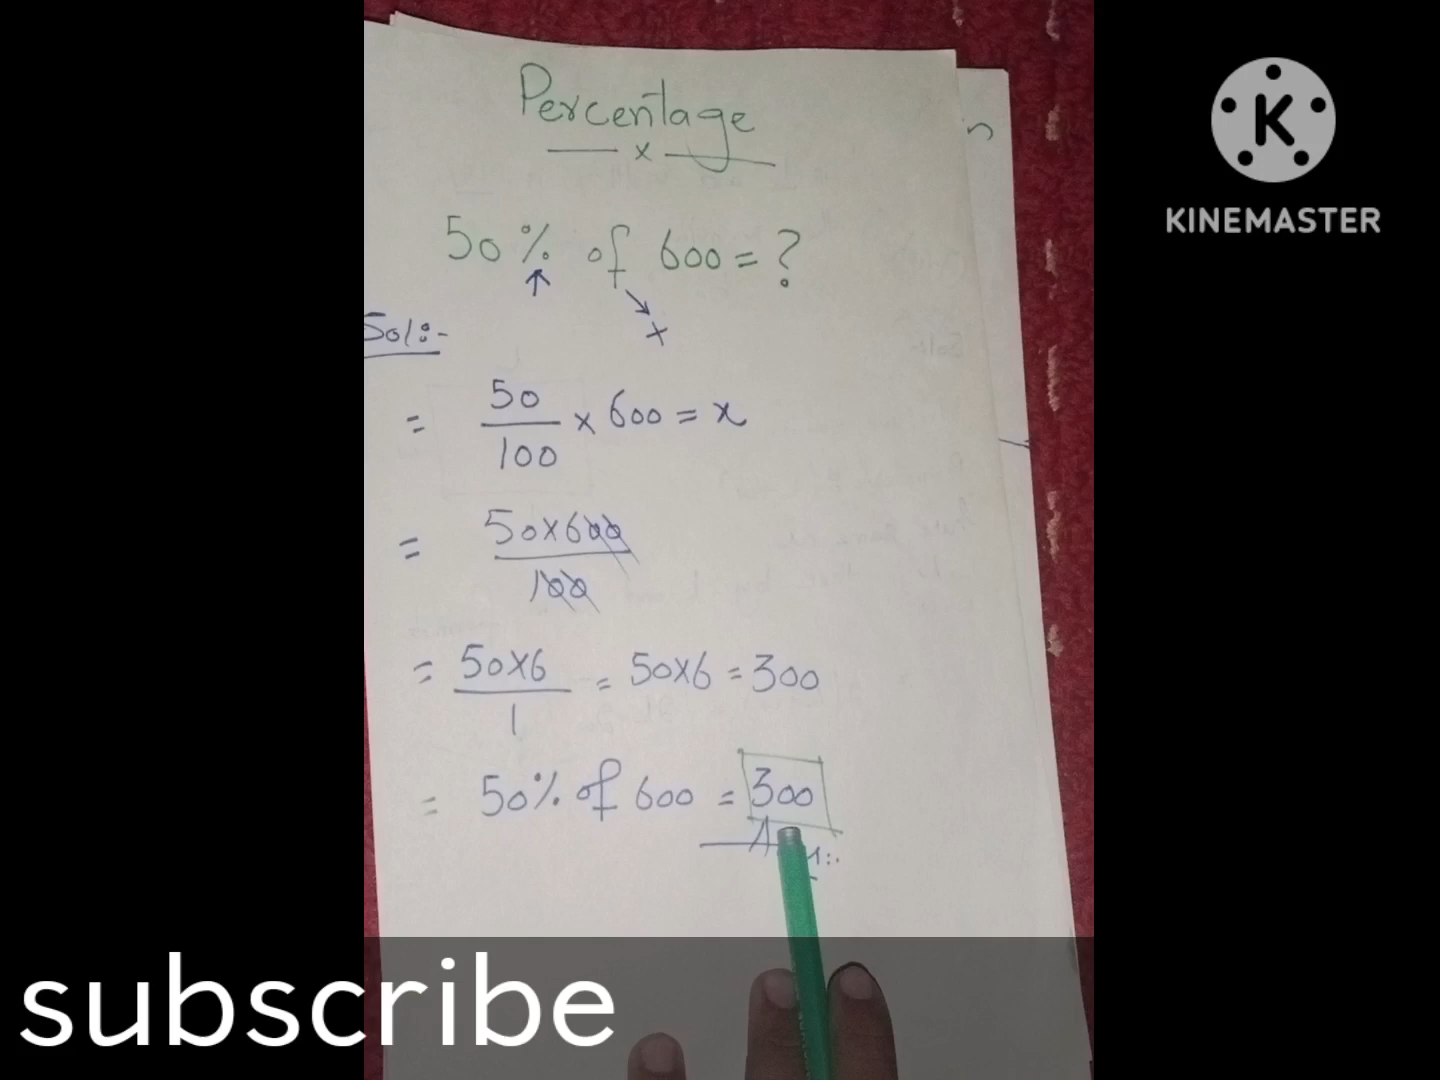 Percentage
x
50% of 600 = ?
x
Sol:-
= 50/100 x 600 = x
= 50x600/100
= 50x6/1 = 50x6 = 300
= 50% of 600 = 300
KINEMASTER
subscribe